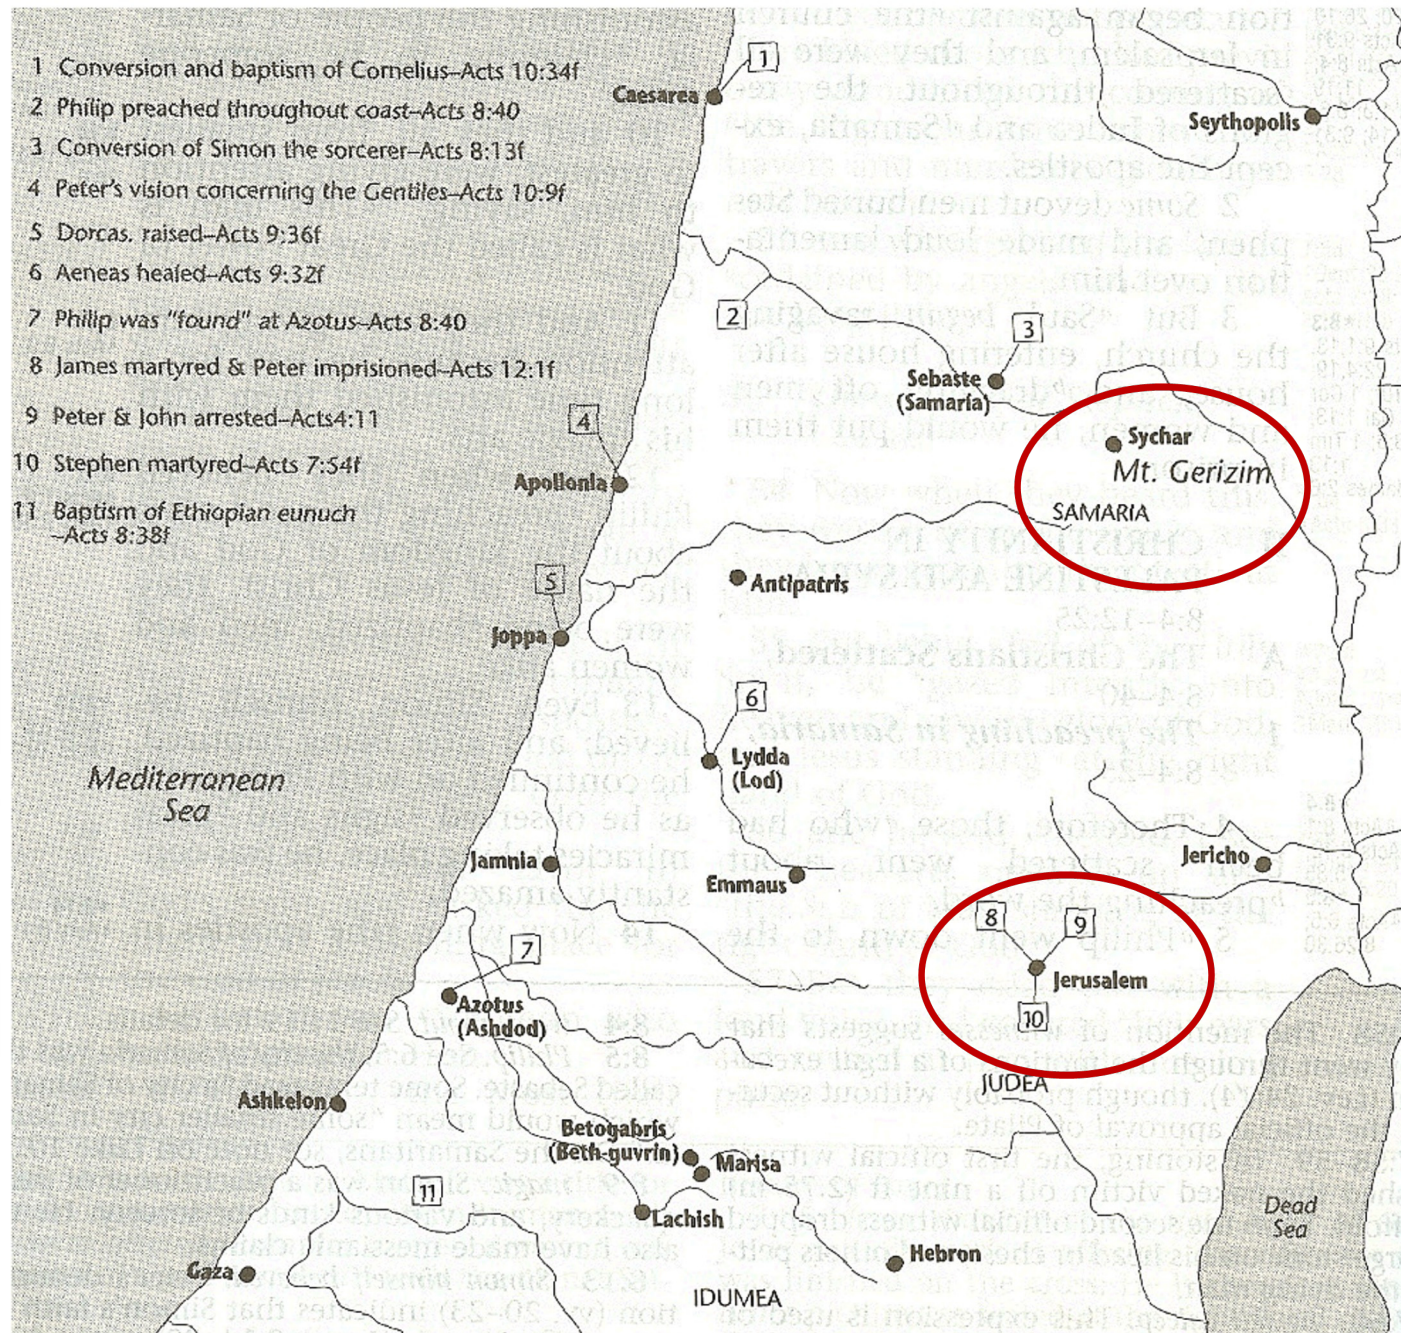 1 Conversion and baptism of Cornelius–Acts 10:34f
2 Philip preached throughout coast–Acts 8:40
3 Conversion of Simon the sorcerer–Acts 8:13f
4 Peter's vision concerning the Gentiles–Acts 10:9f
5 Dorcas, raised–Acts 9:36f
6 Aeneas healed–Acts 9:32f
7 Philip was "found" at Azotus–Acts 8:40
8 James martyred & Peter imprisioned–Acts 12:1f
9 Peter & John arrested–Acts4:11
10 Stephen martyred–Acts 7:54f
11 Baptism of Ethiopian eunuch
–Acts 8:38f
1
Caesarea
Seythopolis
2
3
Sebaste
(Samaria)
4
Sychar
Mt. Gerizim
Apollonia
SAMARIA
5
Antipatris
Joppa
6
Lydda
(Lod)
Mediterranean
Sea
Jamnia
Emmaus
Jericho
8
9
7
Jerusalem
Azotus
(Ashdod)
10
JUDEA
Ashkelon
Betogabris
(Beth-guvrin)
Marisa
11
Lachish
Dead
Sea
Hebron
Gaza
IDUMEA